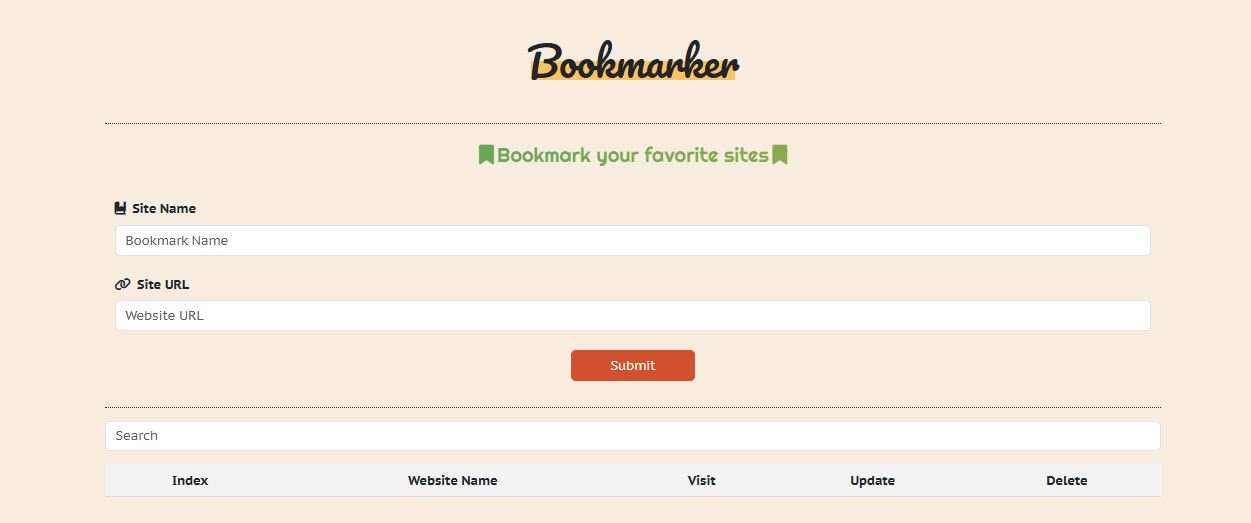 Bookmarker
Bookmark your favorite sites
Site Name
Bookmark Name
Site URL
Website URL
Submit
Search
Index Website Name Visit Update Delete